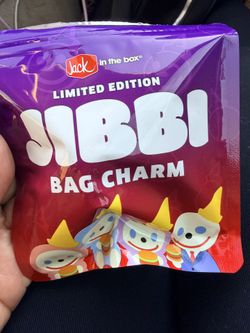 Jack in the box
LIMITED EDITION
JIBBI
BAG CHARM